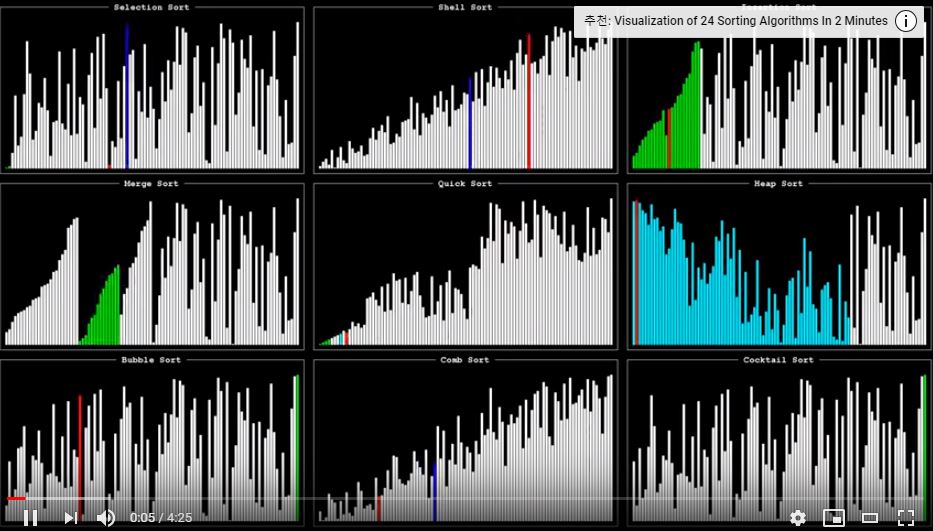 Selection Sort
Shell Sort
Insertion Sort
추천: Visualization of 24 Sorting Algorithms In 2 Minutes
Merge Sort
Quick Sort
Heap Sort
Bubble Sort
Comb Sort
Cocktail Sort
0:05 / 4:25